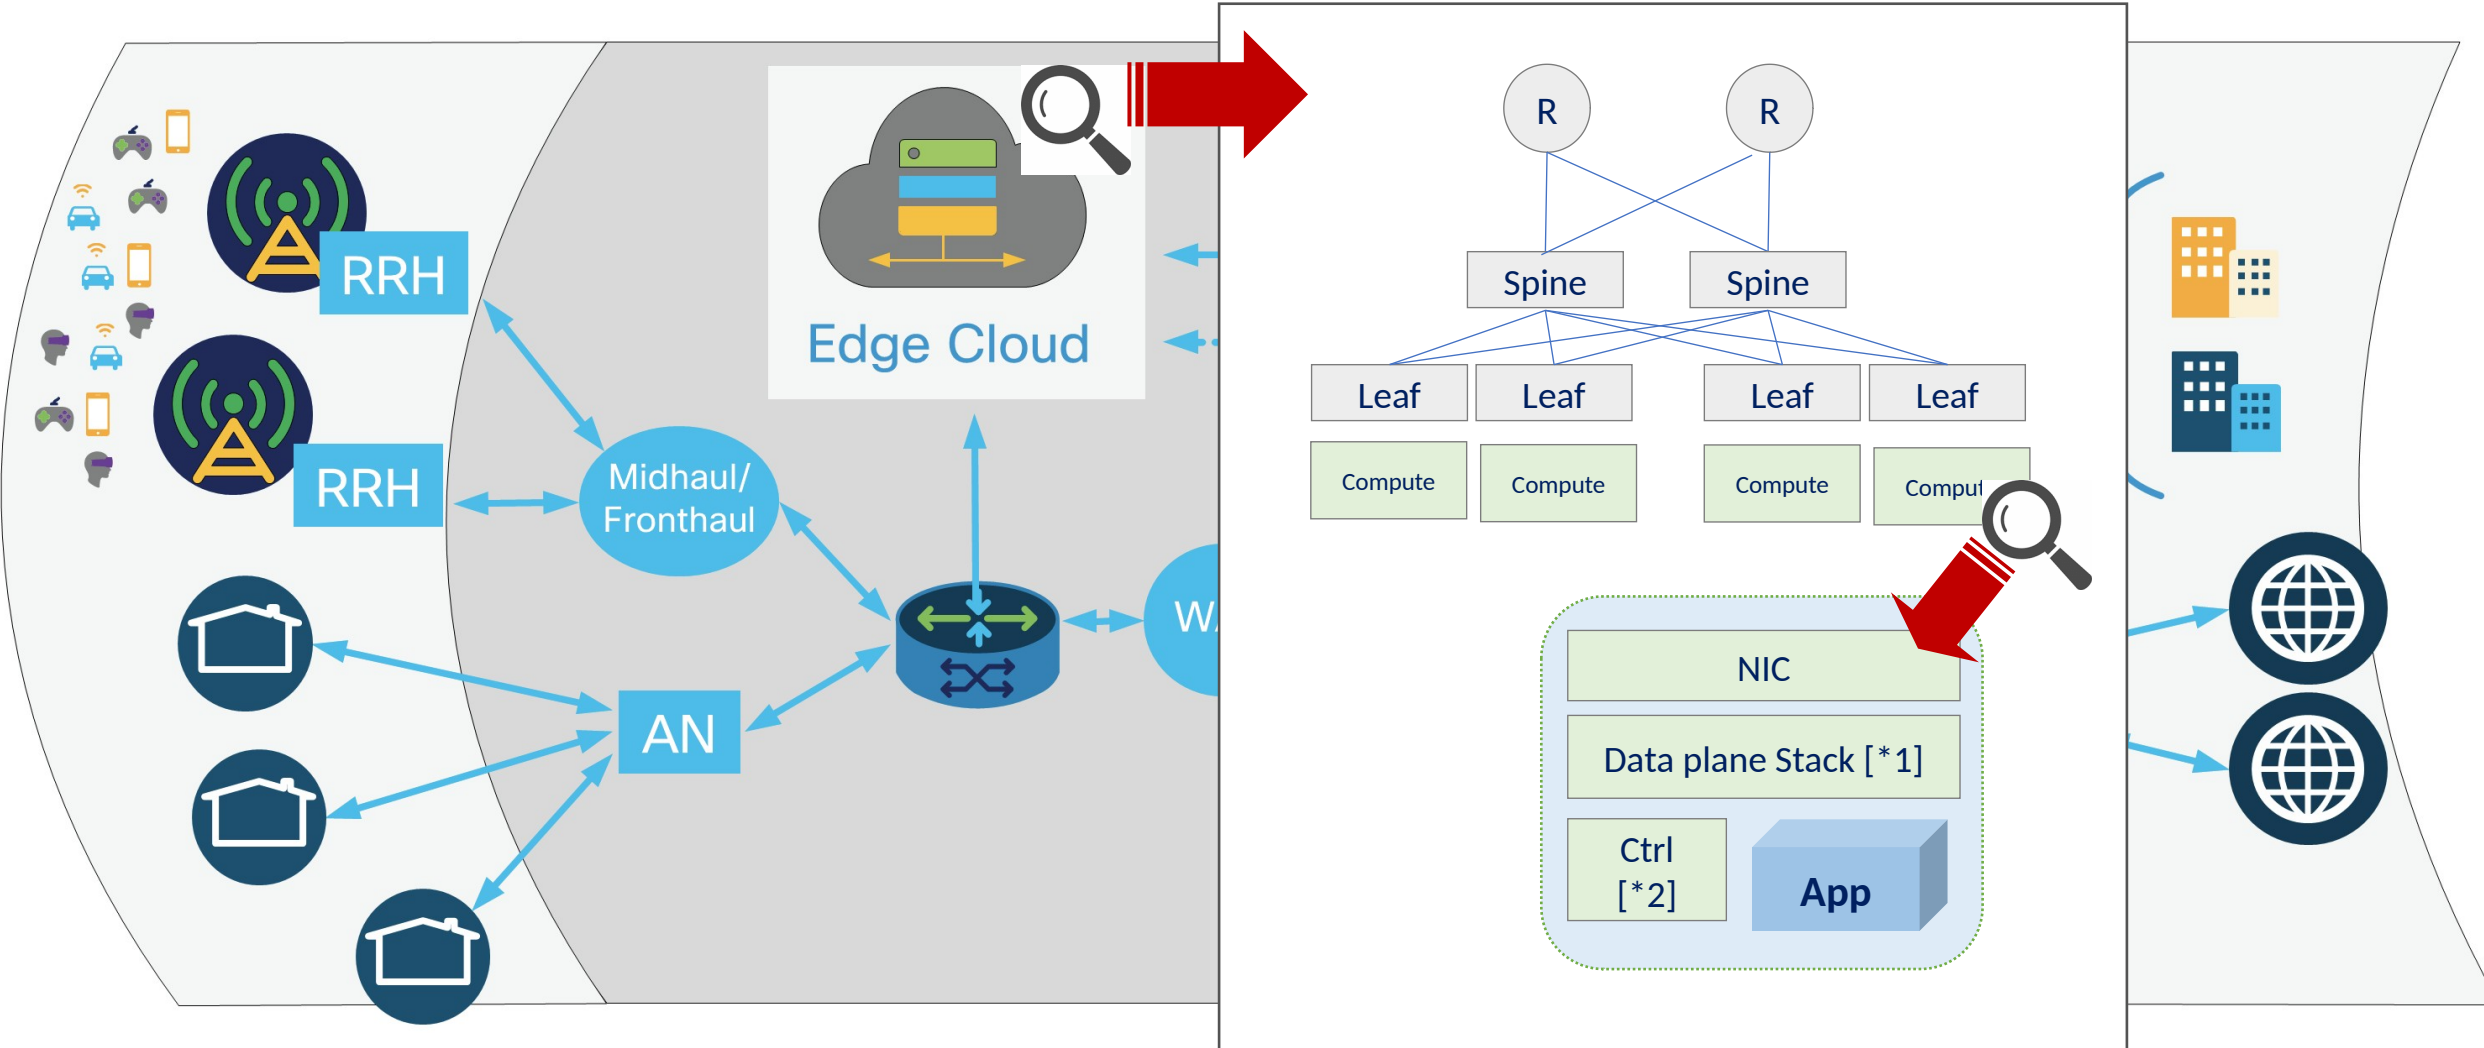 RRH
RRH
Edge Cloud
Midhaul/
Fronthaul
AN
R
R
Spine
Spine
Leaf
Leaf
Leaf
Leaf
Compute
Compute
Compute
NIC
Data plane Stack [*1]
Ctrl
[*2]
App